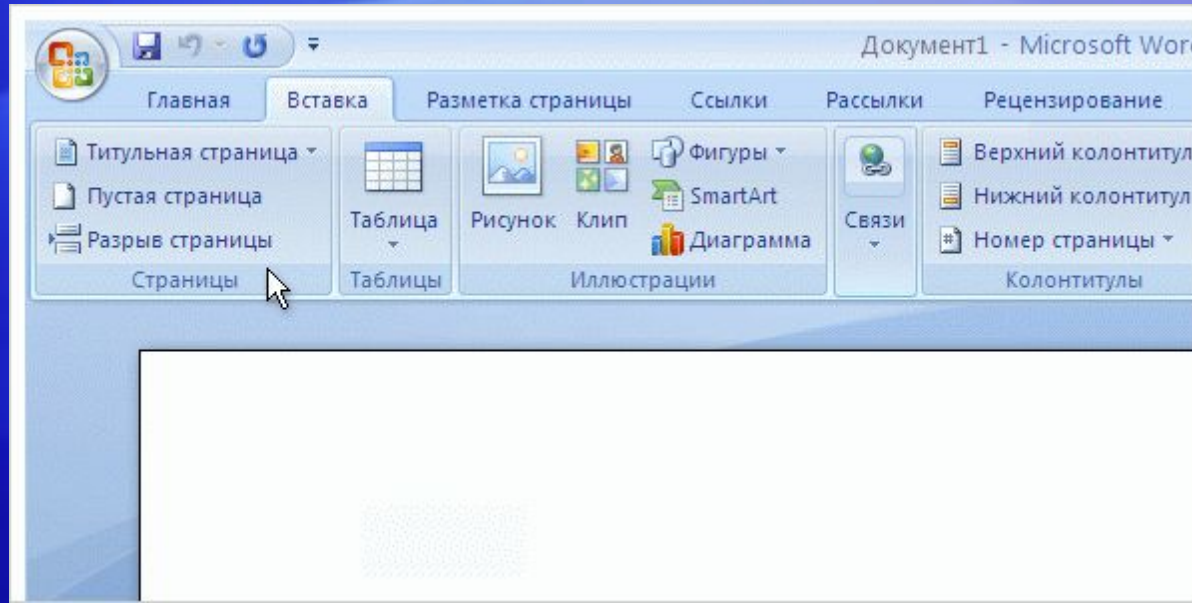 Документ1 - Microsoft Wor
Главная Вставка Разметка страницы Ссылки Рассылки Рецензирование
Титульная страница
Пустая страница
Разрыв страницы
Страницы
Таблица
Таблицы
Рисунок
Клип
Фигуры
SmartArt
Диаграмма
Иллюстрации
Связи
Верхний колонтитул
Нижний колонтитул
Номер страницы
Колонтитулы